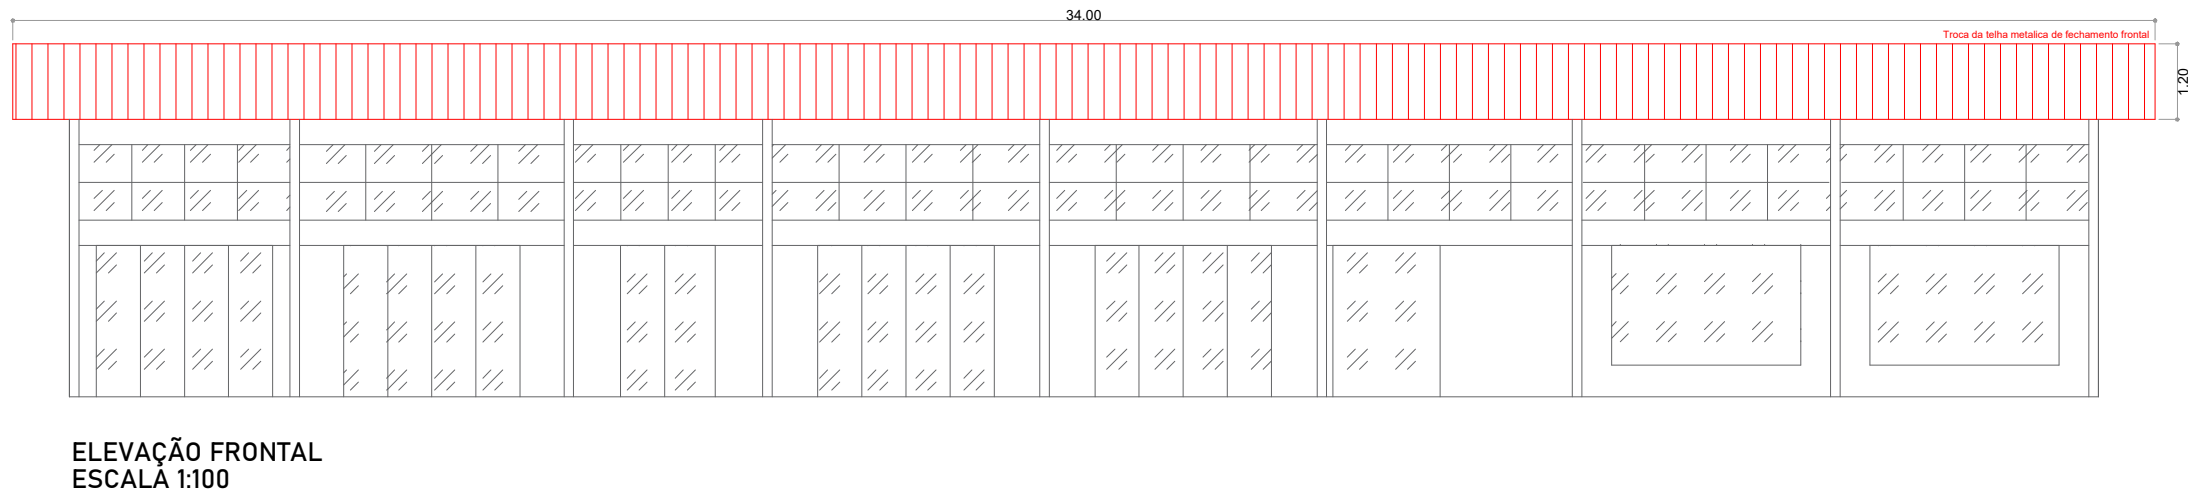 34.00
Troca da telha metalica de fechamento frontal
1.20
ELEVAÇÃO FRONTAL
ESCALA 1:100